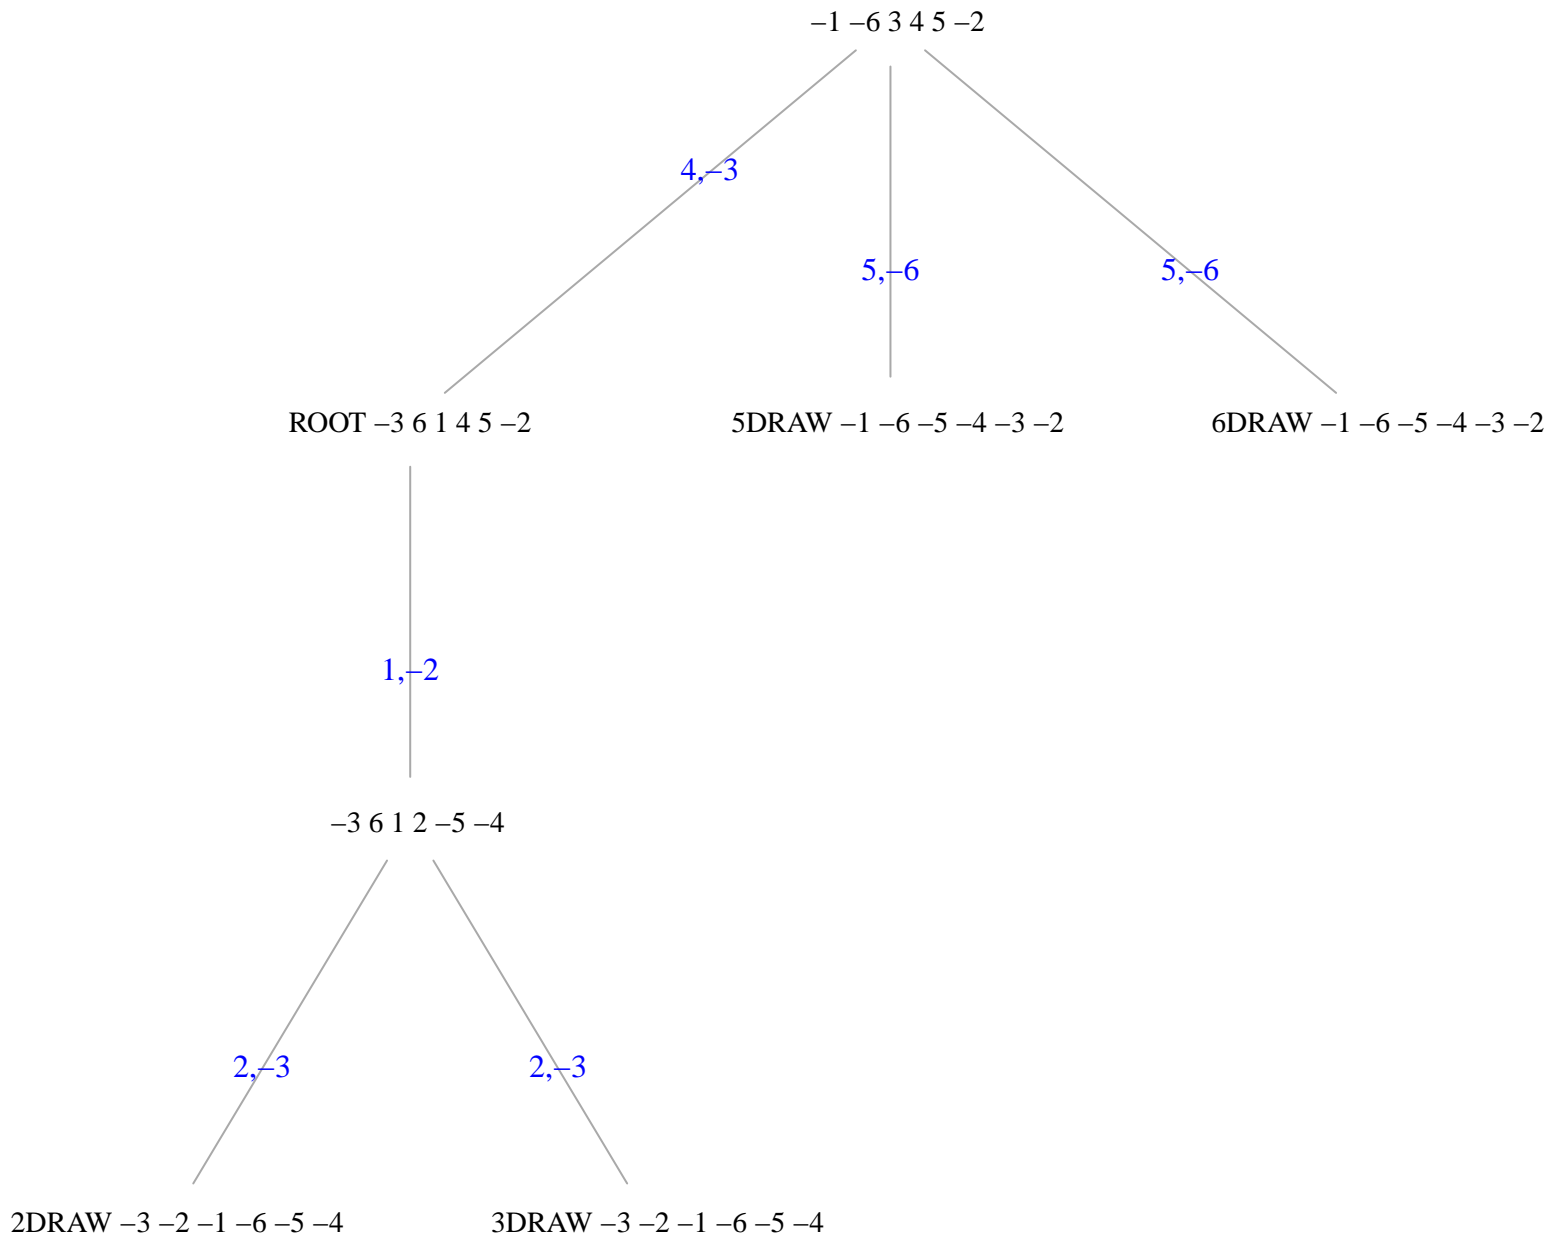 –1 –6 3 4 5 –2
4,–3
5,–6
5,–6
ROOT –3 6 1 4 5 –2
5DRAW –1 –6 –5 –4 –3 –2
6DRAW –1 –6 –5 –4 –3 –2
1,–2
–3 6 1 2 –5 –4
2,–3
2,–3
2DRAW –3 –2 –1 –6 –5 –4
3DRAW –3 –2 –1 –6 –5 –4